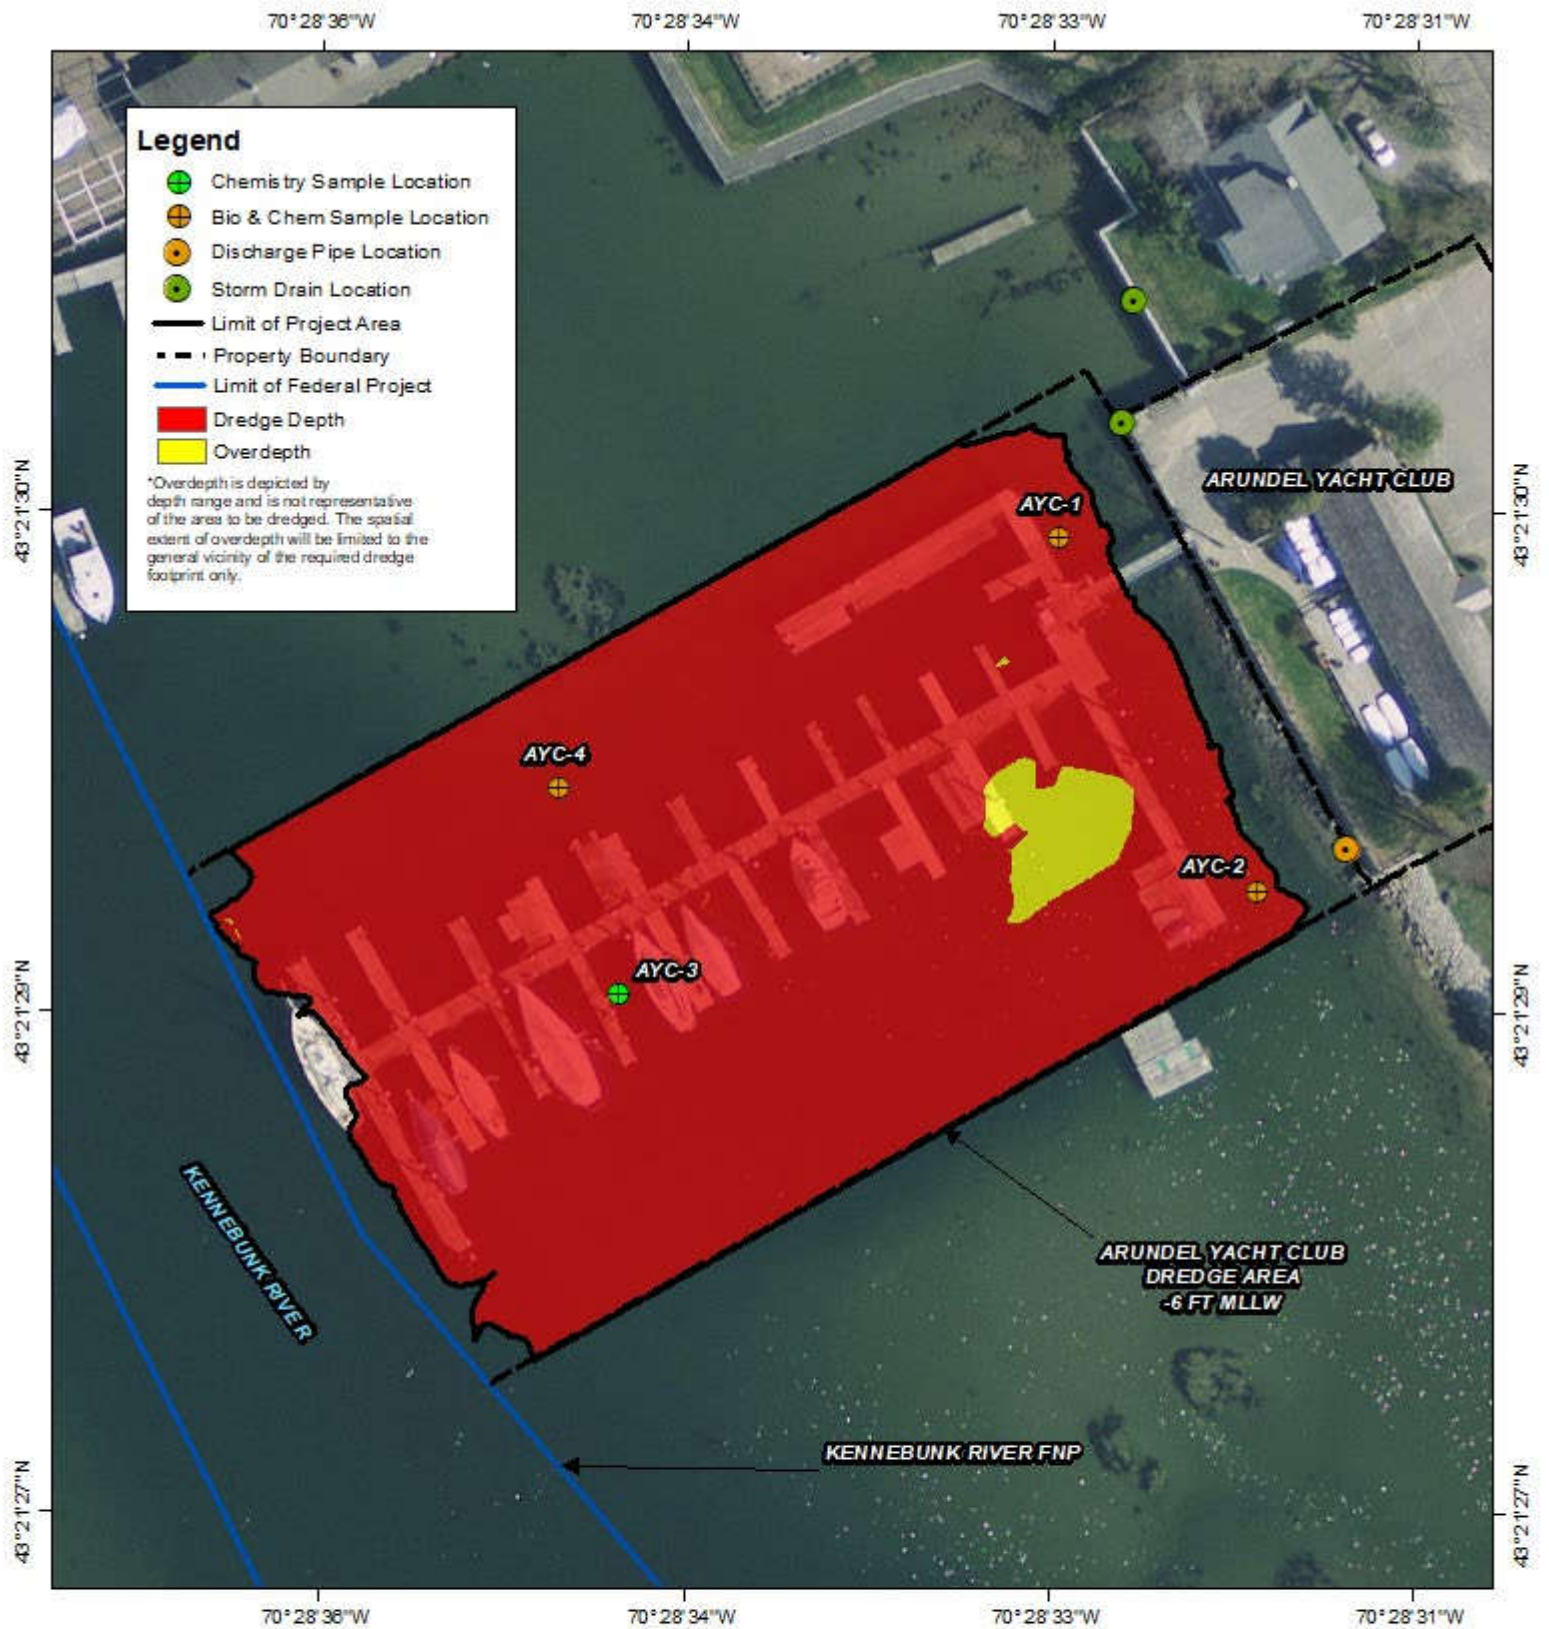 70°28'36"W 70°28'34"W 70°28'33"W 70°28'31"W
Legend
Chemistry Sample Location
Bio & Chem Sample Location
Discharge Pipe Location
Storm Drain Location
Limit of Project Area
Property Boundary
Limit of Federal Project
Dredge Depth
Overdepth
*Overdepth is depicted by
depth range and is not representative
of the area to be dredged. The spatial
extent of overdepth will be limited to the
general vicinity of the required dredge
footprint only.
43°21'30"N
43°21'30"N
ARUNDEL YACHT CLUB
AYC-1
AYC-4
AYC-2
AYC-3
43°21'29"N
43°21'29"N
KENNEBUNK RIVER
ARUNDEL YACHT CLUB
DREDGE AREA
-6 FT MLLW
KENNEBUNK RIVER FNP
43°21'27"N
43°21'27"N
70°28'36"W 70°28'34"W 70°28'33"W 70°28'31"W